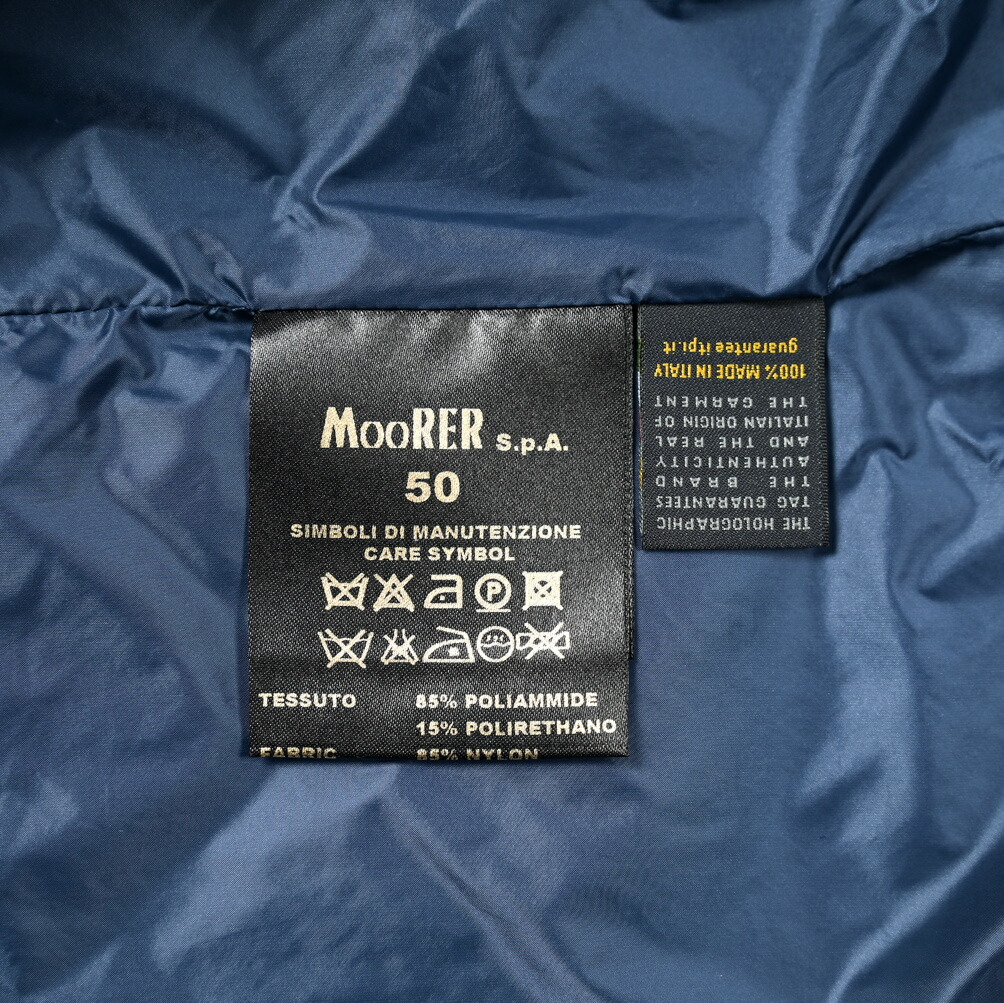 MooRER S.p.A.
50
SIMBOLI DI MANUTENZIONE
CARE SYMBOL
P
TESSUTO 85% POLIAMMIDE
15% POLIRETHANO
FABRIC 85% NYLON
THE HOLOGRAPHIC
TAG GUARANTEES
THE BRAND
AUTHENTICITY
AND THE REAL
ITALIAN ORIGIN OF
THE GARMENT
100% MADE IN ITALY
guarantee itpi.it